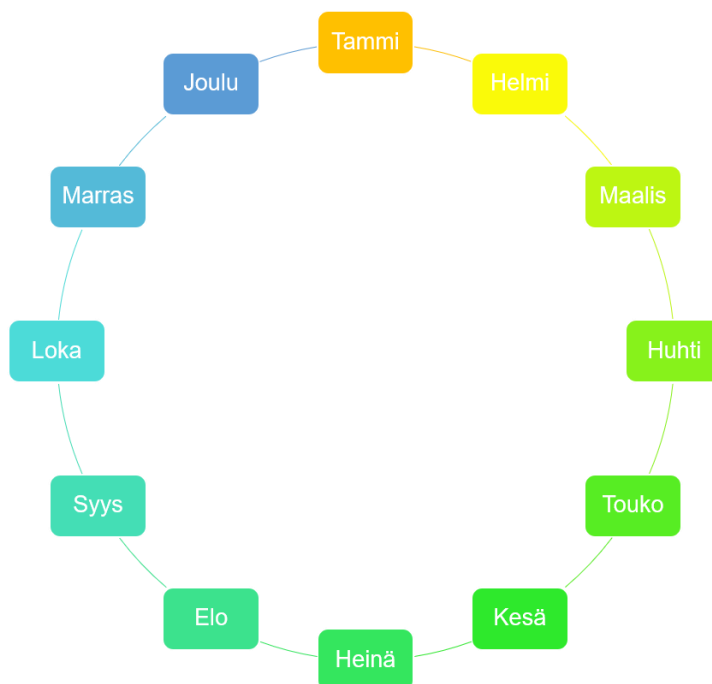 Tammi
Helmi
Maalis
Huhti
Touko
Kesä
Heinä
Elo
Syys
Loka
Marras
Joulu